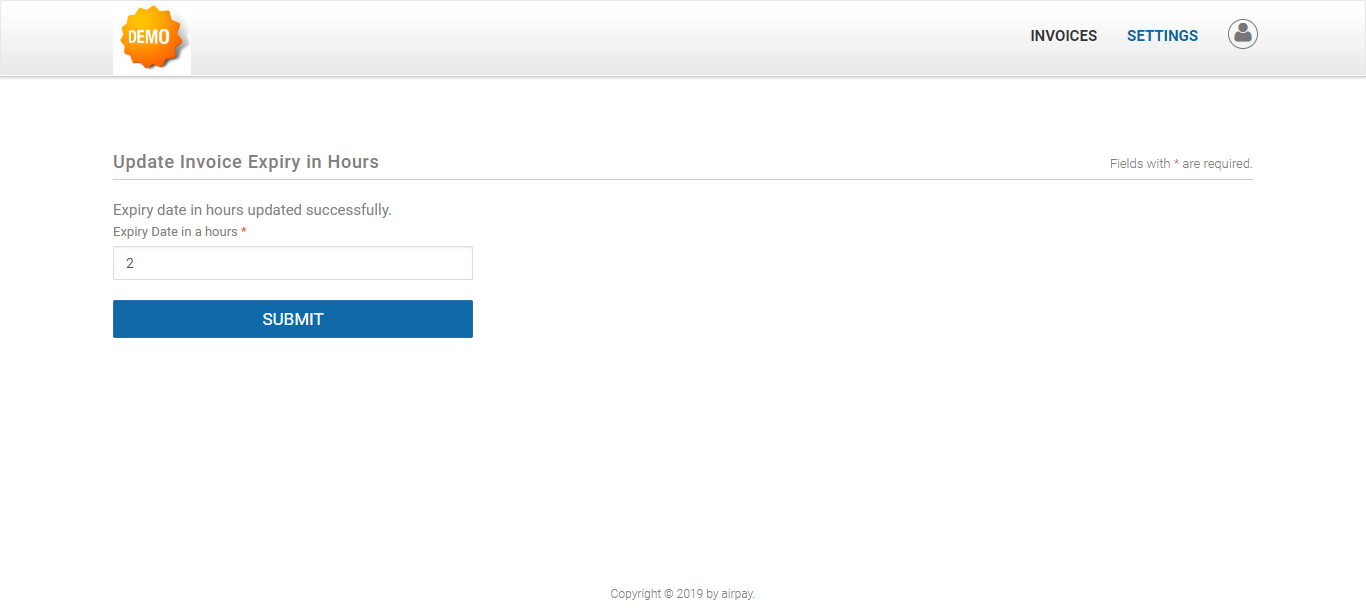 DEMO
INVOICES SETTINGS
Update Invoice Expiry in Hours
Fields with * are required.
Expiry date in hours updated successfully.
Expiry Date in a hours *
2
SUBMIT
Copyright © 2019 by airpay.